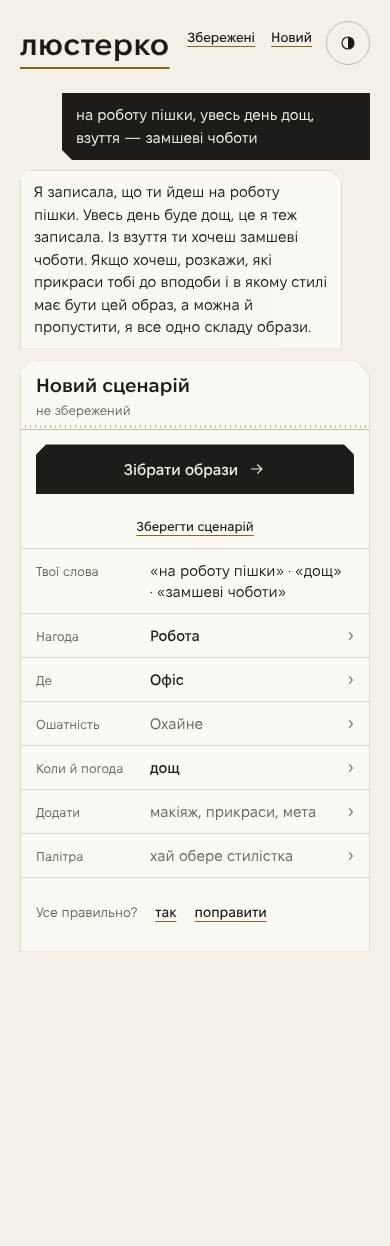 люстерко
Збережені
Новий
на роботу пішки, увесь день дощ,
взуття — замшеві чоботи
Я записала, що ти йдеш на роботу
пішки. Увесь день буде дощ, це я теж
записала. Із взуття ти хочеш замшеві
чоботи. Якщо хочеш, розкажи, які
прикраси тобі до вподоби і в якому стилі
має бути цей образ, а можна й
пропустити, я все одно складу образи.
Новий сценарій
не збережений
Зібрати образи →
Зберегти сценарій
Твої слова
«на роботу пішки» · «дощ»
· «замшеві чоботи»
Нагода
Робота
Де
Офіс
Ошатність
Охайне
Коли й погода
дощ
Додати
макіяж, прикраси, мета
Палітра
хай обере стилістка
Усе правильно?
так
поправити